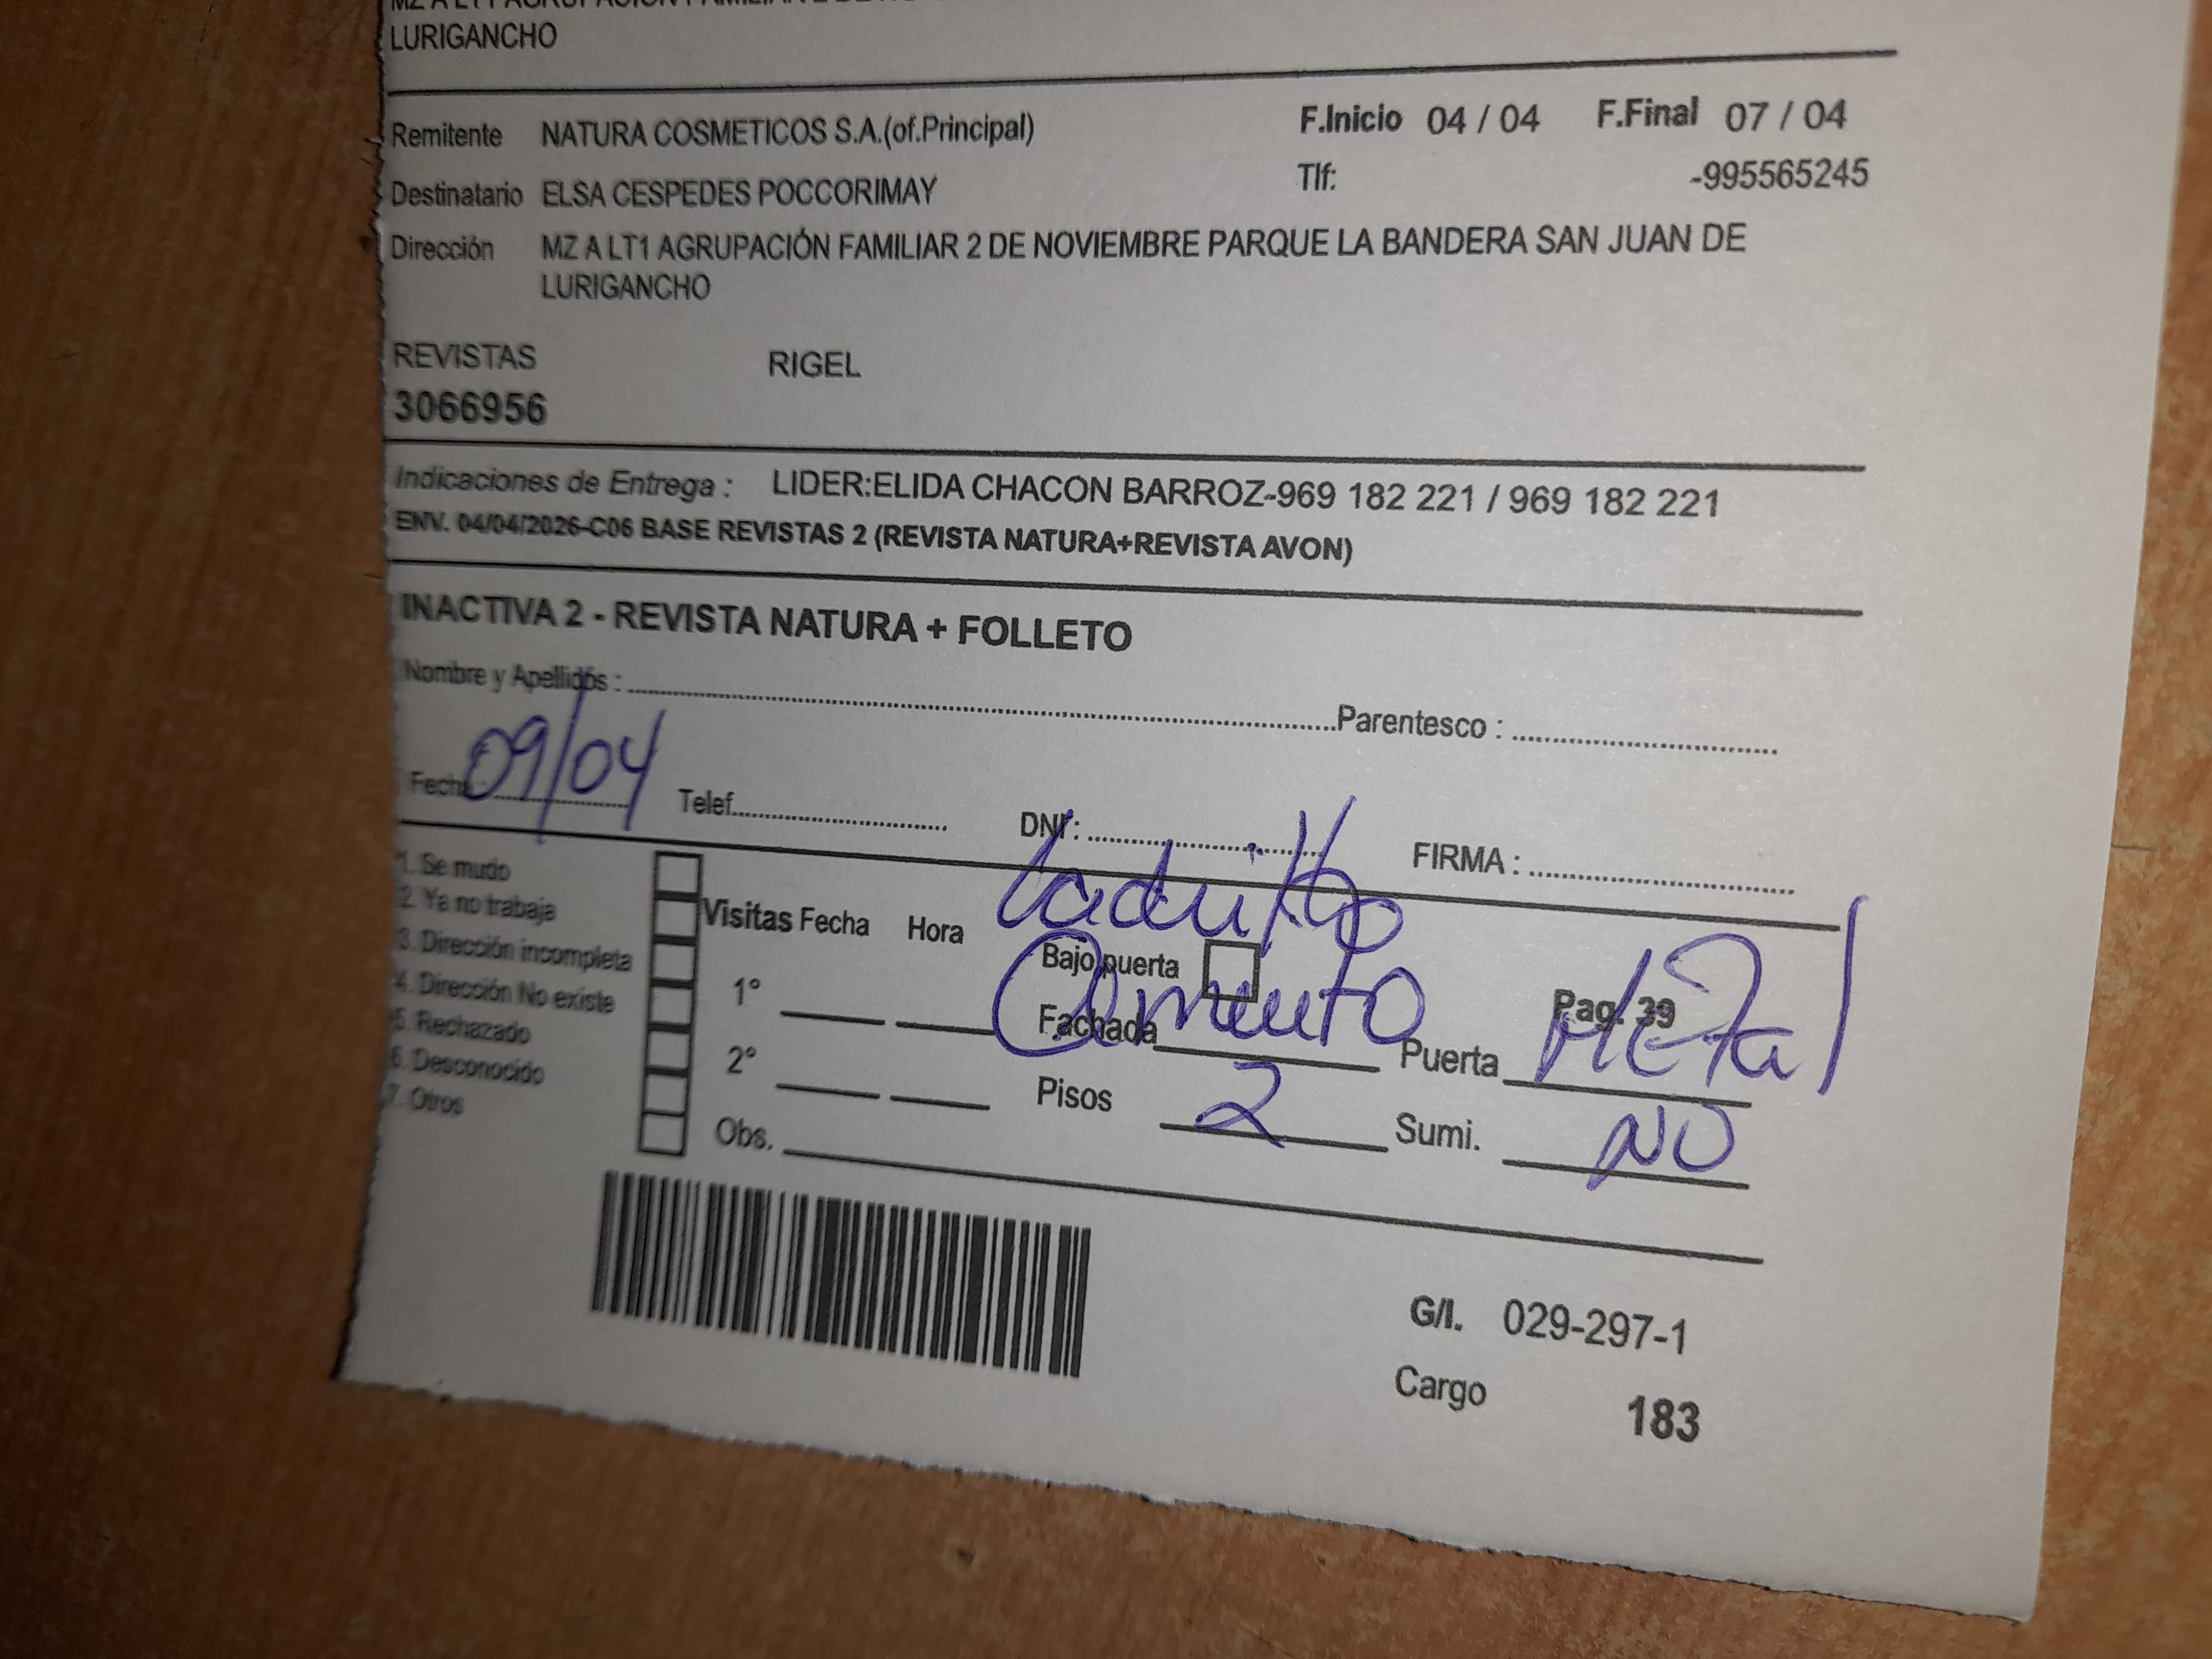 LURIGANCHO
Remitente NATURA COSMETICOS S.A.(of.Principal) F.Inicio 04 / 04 F.Final 07 / 04
Destinatario ELSA CESPEDES POCCORIMAY Tlf: -995565245
Dirección MZ A LT1 AGRUPACIÓN FAMILIAR 2 DE NOVIEMBRE PARQUE LA BANDERA SAN JUAN DE
LURIGANCHO
REVISTAS RIGEL
3066956
Indicaciones de Entrega : LIDER:ELIDA CHACON BARROZ-969 182 221 / 969 182 221
ENV. 04/04/2026-C06 BASE REVISTAS 2 (REVISTA NATURA+REVISTA AVON)
INACTIVA 2 - REVISTA NATURA + FOLLETO
Nombre y Apellidos : Parentesco :
Fecha : 09/04 Telef. DNI : FIRMA :
1. Se mudo
2. Ya no trabaja
3. Dirección incompleta
4. Dirección No existe
5. Rechazado
6. Desconocido
7. Otros
Visitas Fecha Hora
1°
2°
Obs.
Ladrillo
Bajo puerta Pag. 39
Fachada Cemento Puerta Metal
Pisos 2 Sumi. NO
G/I. 029-297-1
Cargo 183